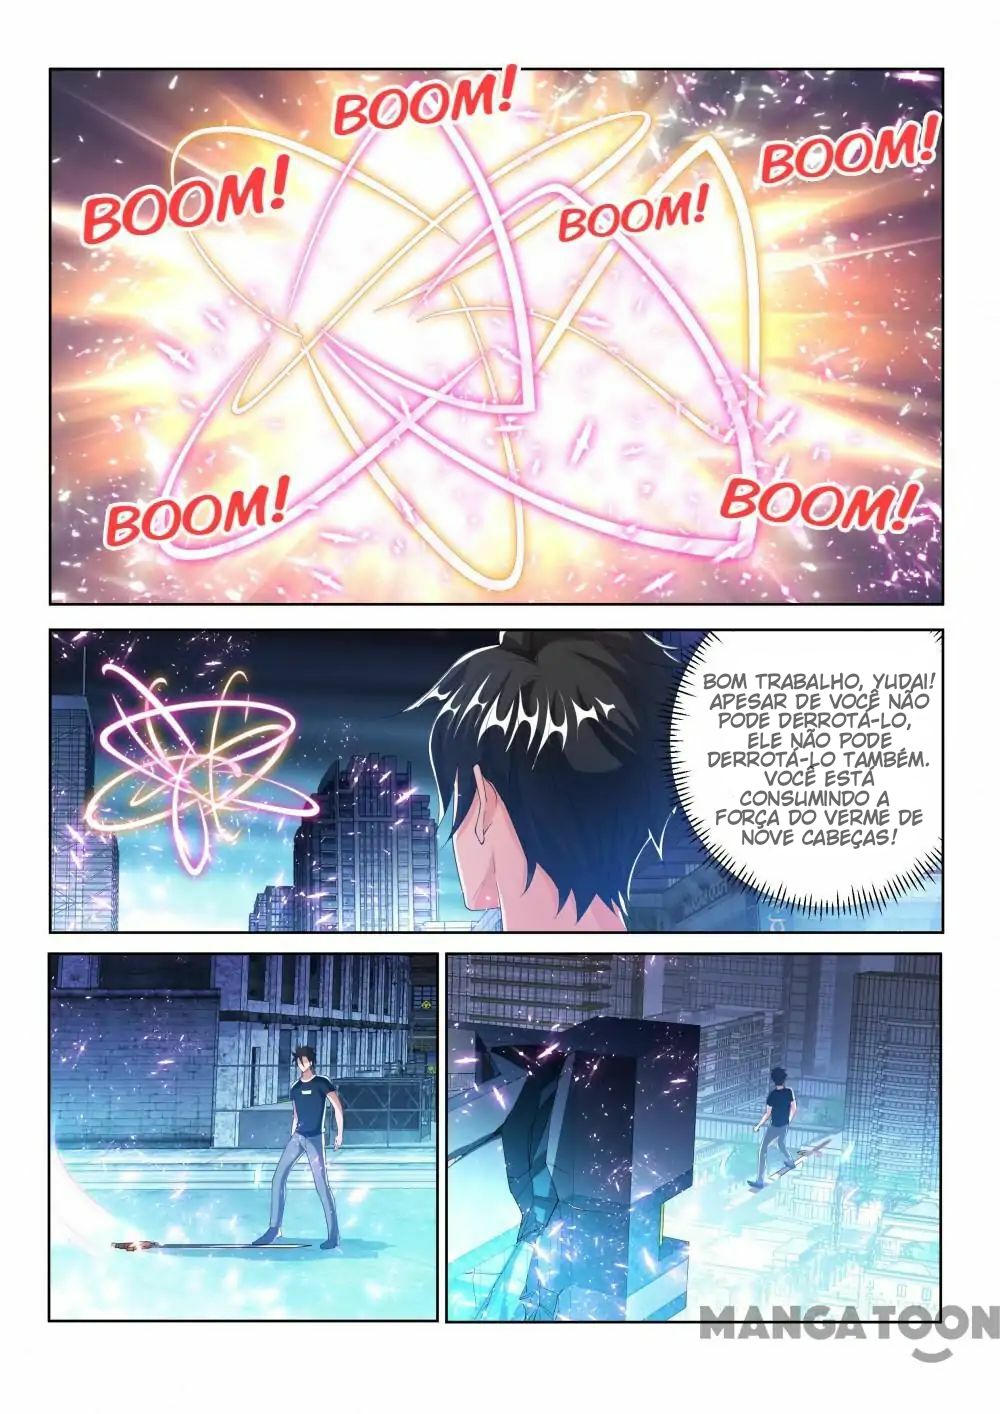 BOOM!
BOOM!
BOOM!
BOOM!
BOOM!
BOOM!
BOM TRABALHO, YUDAI!
APESAR DE VOCÊ NÃO
PODE DERROTÁ-LO,
ELE NÃO PODE
DERROTÁ-LO TAMBÉM.
VOCÊ ESTÁ
CONSUMINDO A
FORÇA DO VERME DE
NOVE CABEÇAS!
MANGATOON